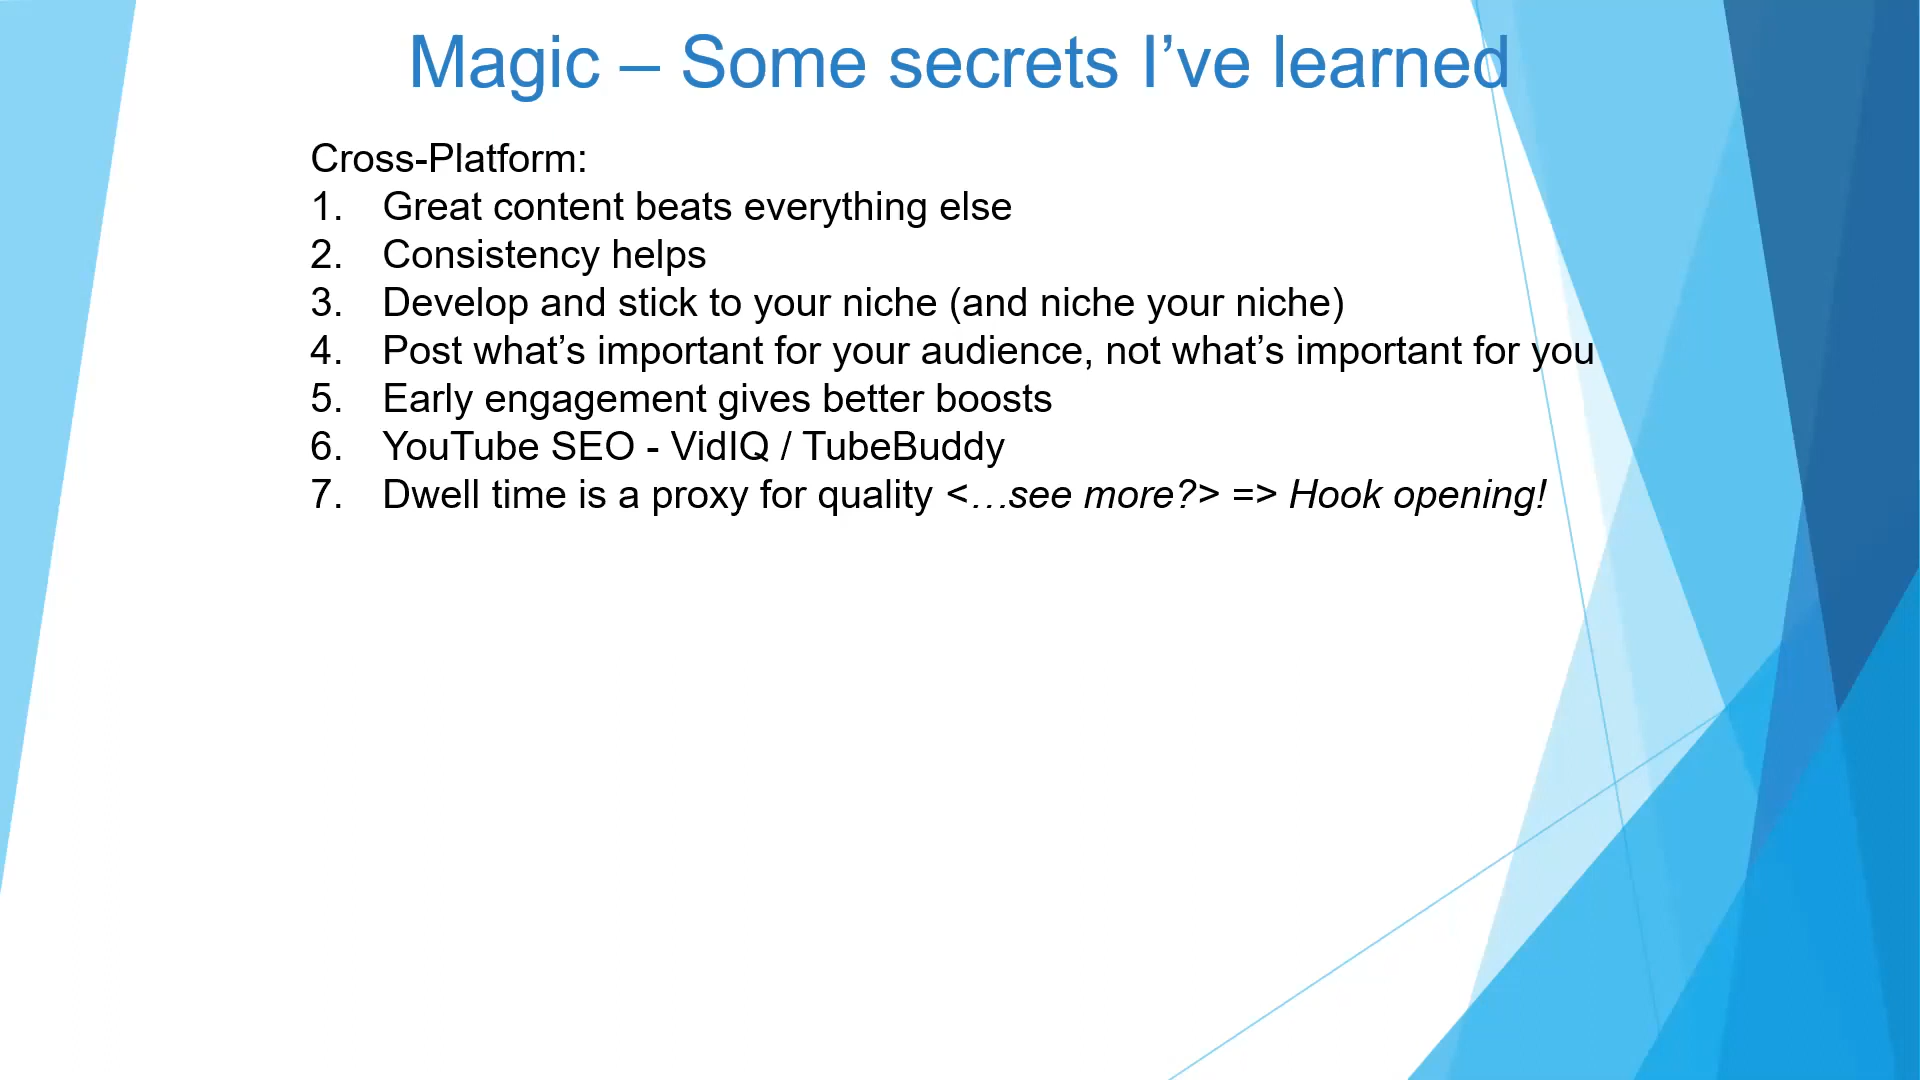 Magic – Some secrets I’ve learned
Cross-Platform:
1. Great content beats everything else
2. Consistency helps
3. Develop and stick to your niche (and niche your niche)
4. Post what’s important for your audience, not what’s important for you
5. Early engagement gives better boosts
6. YouTube SEO - VidIQ / TubeBuddy
7. Dwell time is a proxy for quality <…see more?> => Hook opening!